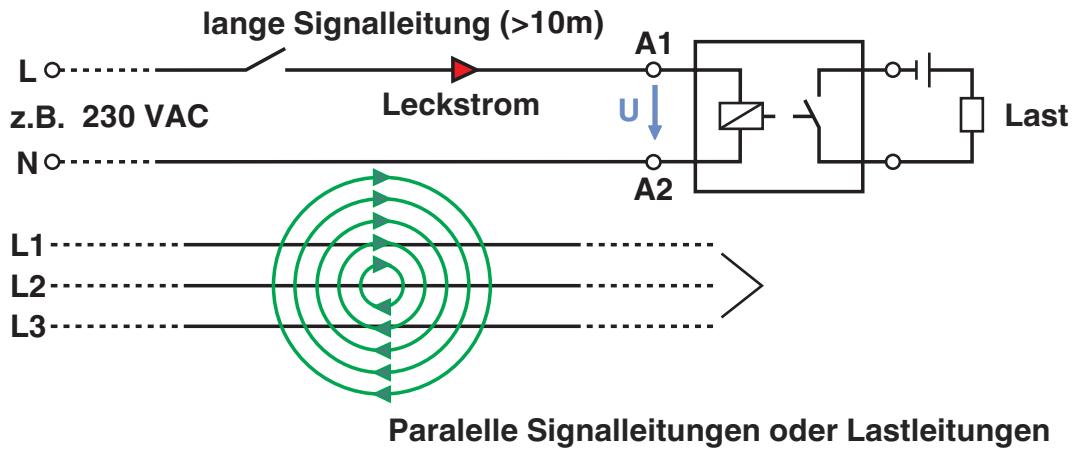 lange Signalleitung (>10m)
A1
L
Leckstrom
U
Last
z.B. 230 VAC
N
A2
L1
L2
L3
Paralelle Signalleitungen oder Lastleitungen